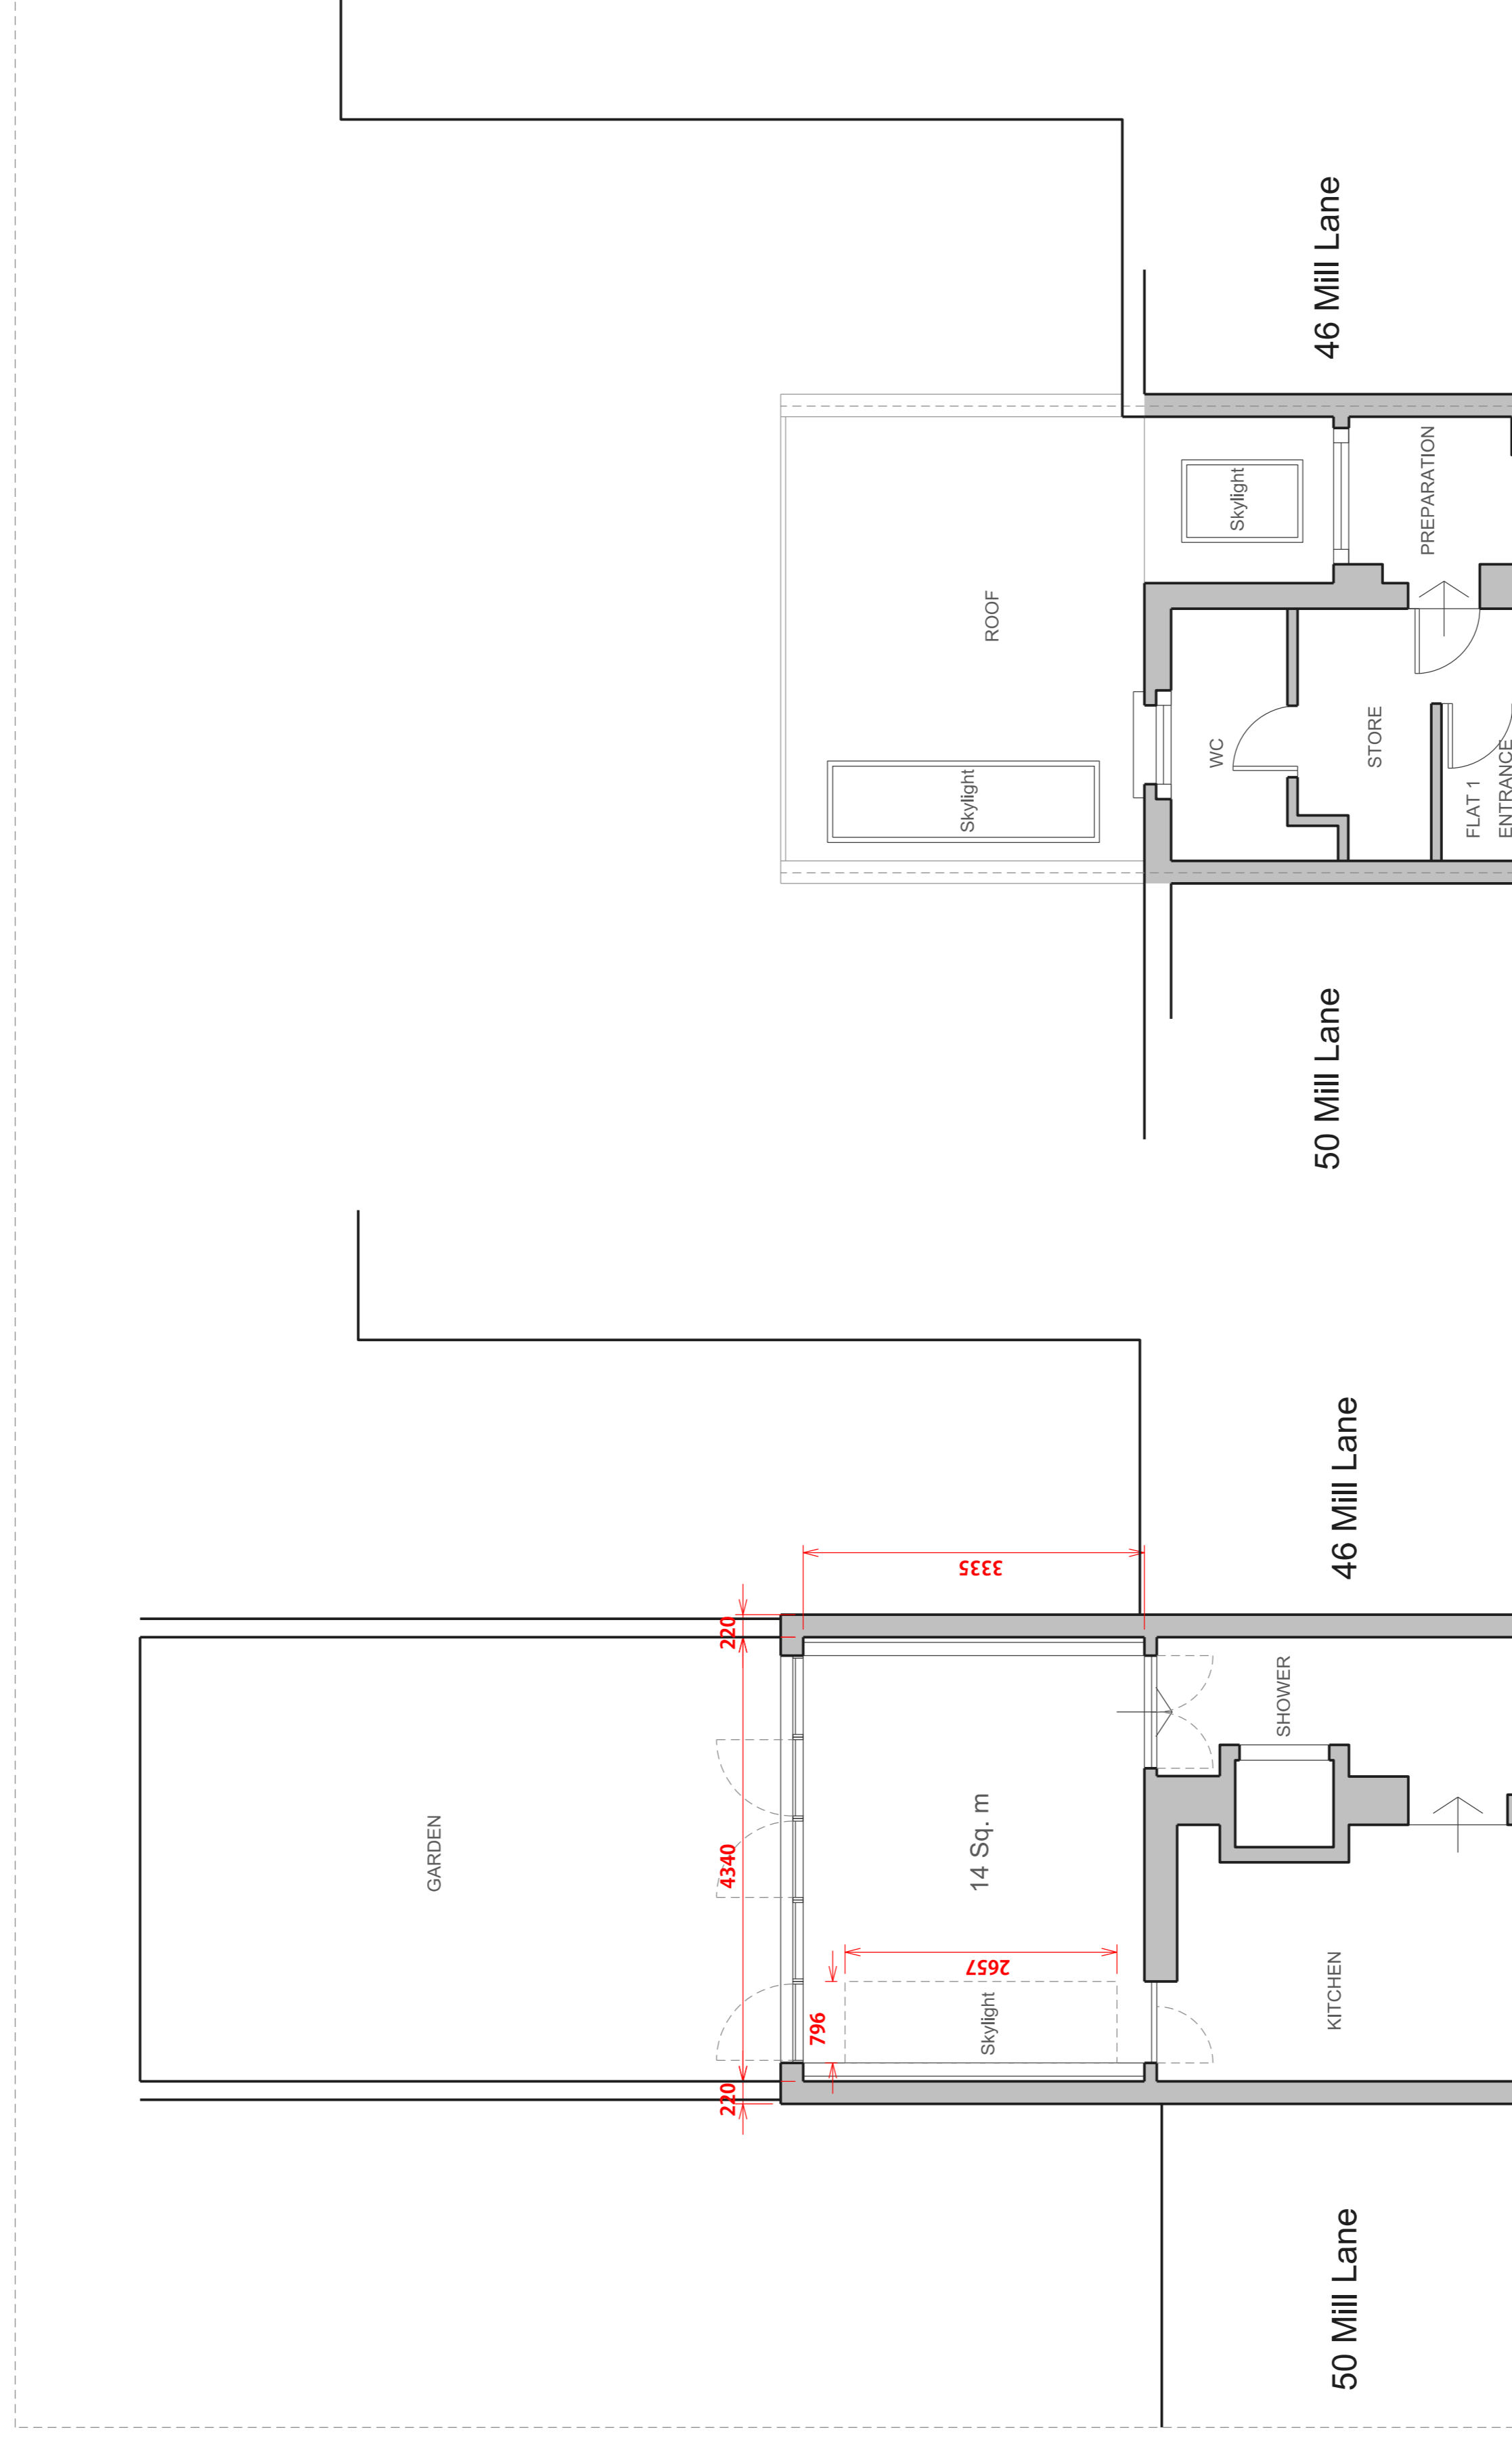 46 Mill Lane
PREPARATION
Skylight
ROOF
WC
STORE
Skylight
FLAT 1
ENTRANCE
50 Mill Lane
46 Mill Lane
3335
220
SHOWER
GARDEN
4340
14 Sq. m
2657
796
Skylight
KITCHEN
220
50 Mill Lane